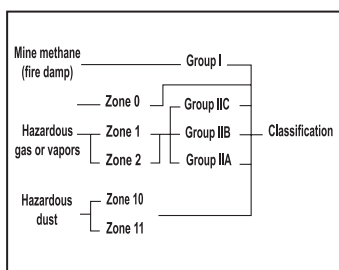 Mine methane
(fire damp)
Group I
Zone 0
Group IIC
Hazardous
gas or vapors
Zone 1
Zone 2
Group IIB
Group IIA
Classification
Hazardous
dust
Zone 10
Zone 11